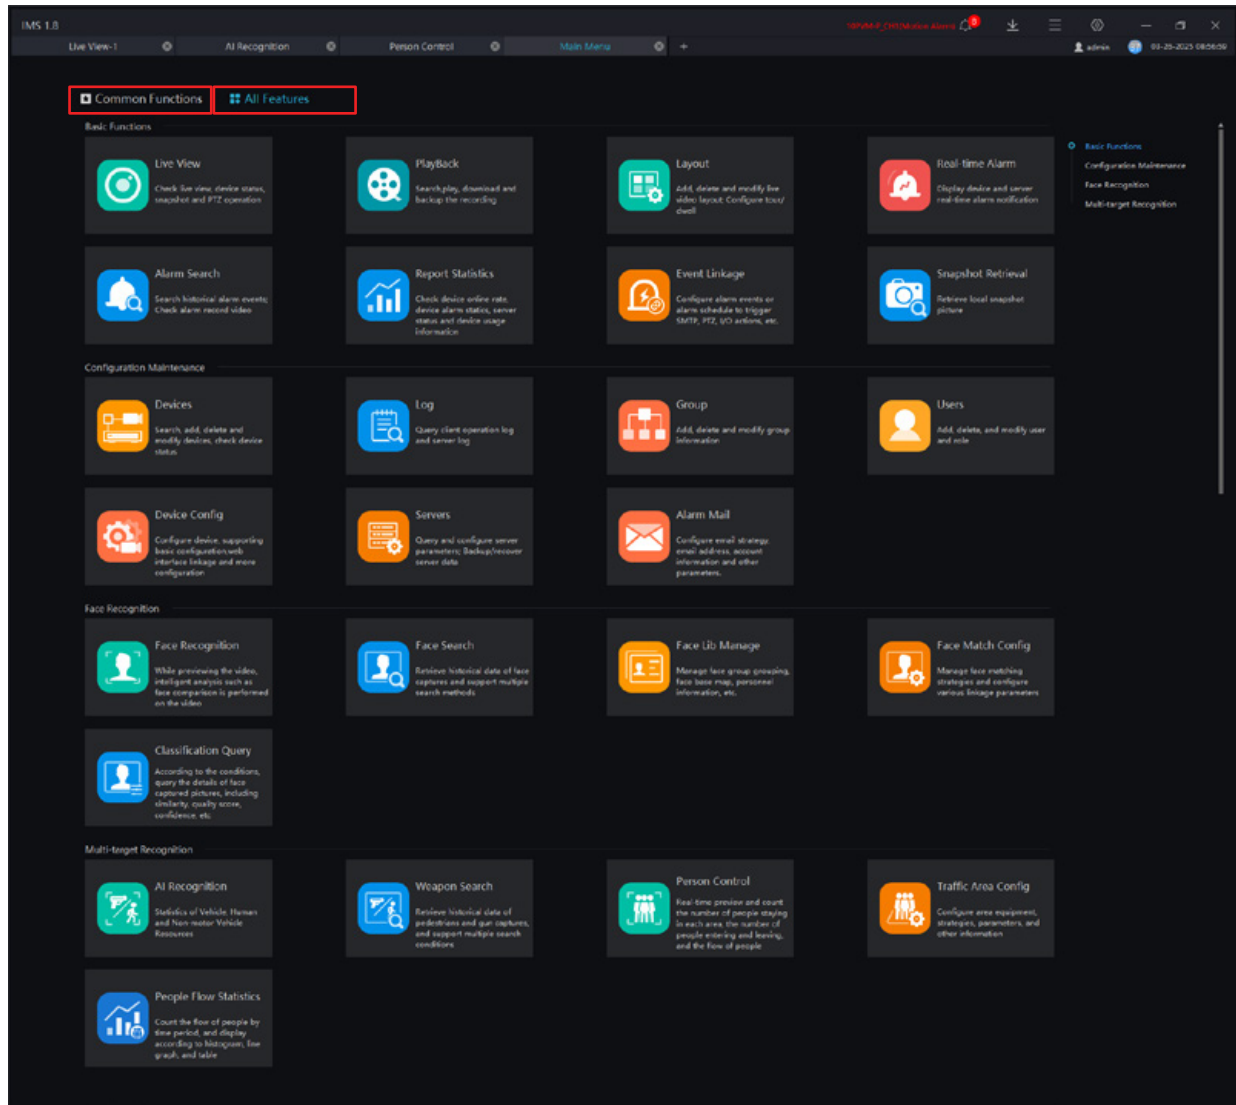 IMS 1.8
Live View-1
AI Recognition
Person Control
Main Menu
+
admin
03-26-2025 08:56:59
Common Functions
All Features
Basic Functions
Live View
Check live view, device status,
snapshot and PTZ operation
PlayBack
Search,play, download and
backup the recording
Layout
Add, delete and modify live
video layout; Configure tour/
dwell
Real-time Alarm
Display device and server
real-time alarm notification
Basic Functions
Configuration Maintenance
Face Recognition
Multi-target Recognition
Alarm Search
Search historical alarm events;
Check alarm record video
Report Statistics
Check device online rate,
device alarm statics, server
status and device usage
information
Event Linkage
Configure alarm events or
alarm schedule to trigger
SMTP, PTZ, I/O actions, etc.
Snapshot Retrieval
Retrieve local snapshot
picture
Configuration Maintenance
Devices
Search, add, delete and
modify devices, check device
status
Log
Query client operation log
and server log
Group
Add, delete and modify group
information
Users
Add, delete, and modify user
and role
Device Config
Configure device, supporting
basic configuration,web
interface linkage and more
configuration
Servers
Query and configure server
parameters; Backup/recover
server data
Alarm Mail
Configure email strategy,
email address, account
information and other
parameters.
Face Recognition
Face Recognition
While previewing the video,
intelligent analysis such as
face comparison is performed
on the video
Face Search
Retrieve historical data of face
captures and support multiple
search methods
Face Lib Manage
Manage face group grouping,
face base map, personnel
information, etc.
Face Match Config
Manage face matching
strategies and configure
various linkage parameters
Classification Query
According to the conditions,
query the details of face
captured pictures, including
similarity, quality score,
confidence, etc
Multi-target Recognition
AI Recognition
Statistics of Vehicle, Human
and Non-motor Vehicle
Resources
Weapon Search
Retrieve historical data of
pedestrians and gun captures,
and support multiple search
conditions
Person Control
Real-time preview and count
the number of people staying
in each area, the number of
people entering and leaving,
and the flow of people
Traffic Area Config
Configure area equipment,
strategies, parameters, and
other information
People Flow Statistics
Count the flow of people by
time period, and display
according to histogram, line
graph, and table